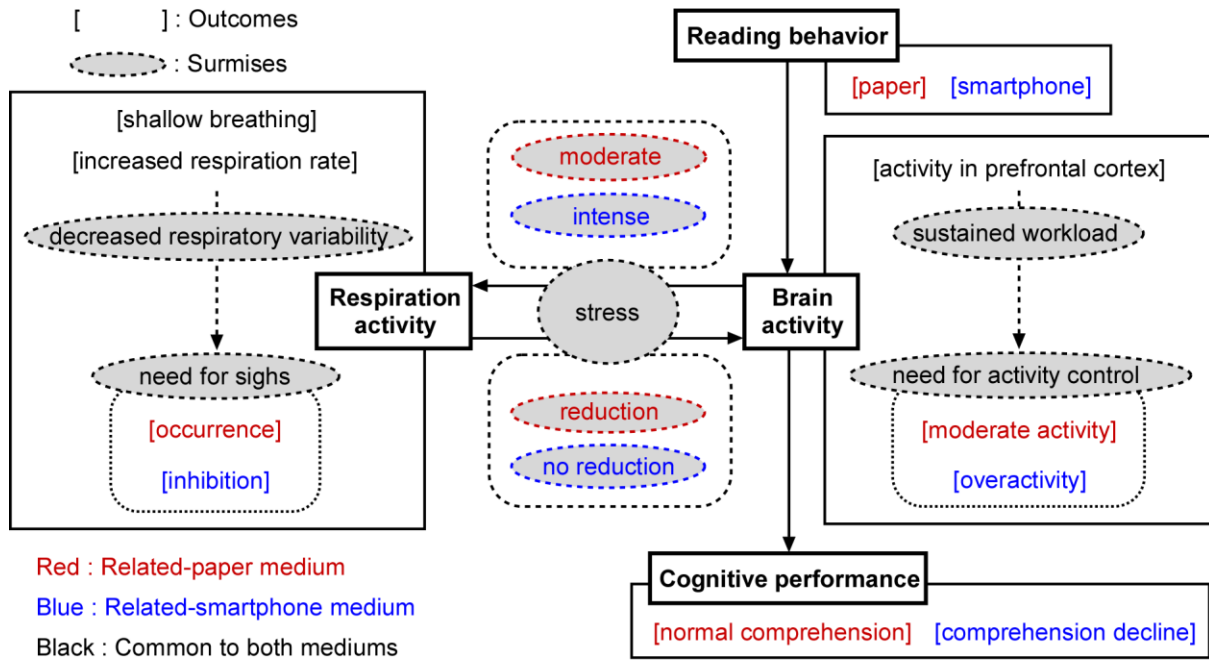 [ ] : Outcomes
: Surmises
Reading behavior
[paper] [smartphone]
[shallow breathing]
[increased respiration rate]
decreased respiratory variability
need for sighs
[occurrence]
[inhibition]
moderate
intense
Respiration
activity
stress
Brain
activity
reduction
no reduction
[activity in prefrontal cortex]
sustained workload
need for activity control
[moderate activity]
[overactivity]
Red : Related-paper medium
Blue : Related-smartphone medium
Black : Common to both mediums
Cognitive performance
[normal comprehension] [comprehension decline]